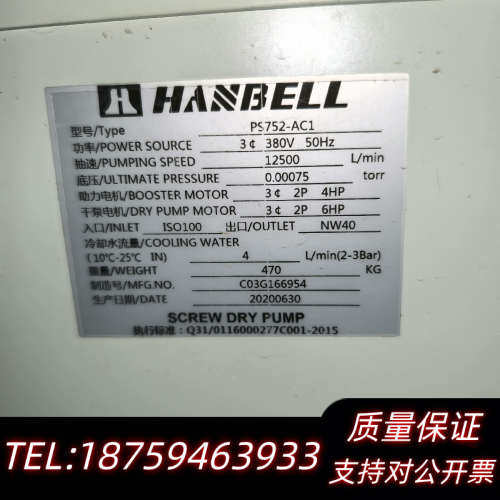 HANBELL
型号/Type PS752-AC1
功率/POWER SOURCE 3¢ 380V 50Hz
抽速/PUMPING SPEED 12500 L/min
底压/ULTIMATE PRESSURE 0.00075 torr
助力电机/BOOSTER MOTOR 3¢ 2P 4HP
干泵电机/DRY PUMP MOTOR 3¢ 2P 6HP
入口/INLET ISO100 出口/OUTLET NW40
冷却水流量/COOLING WATER
(10°C-25°C IN) 4 L/min(2-3Bar)
重量/WEIGHT 470 KG
制造号/MFG.NO. C03G166954
生产日期/DATE 20200630
SCREW DRY PUMP
执行标准：Q31/0116000277C001-2015
TEL:18759463933
质量保证
支持对公开票